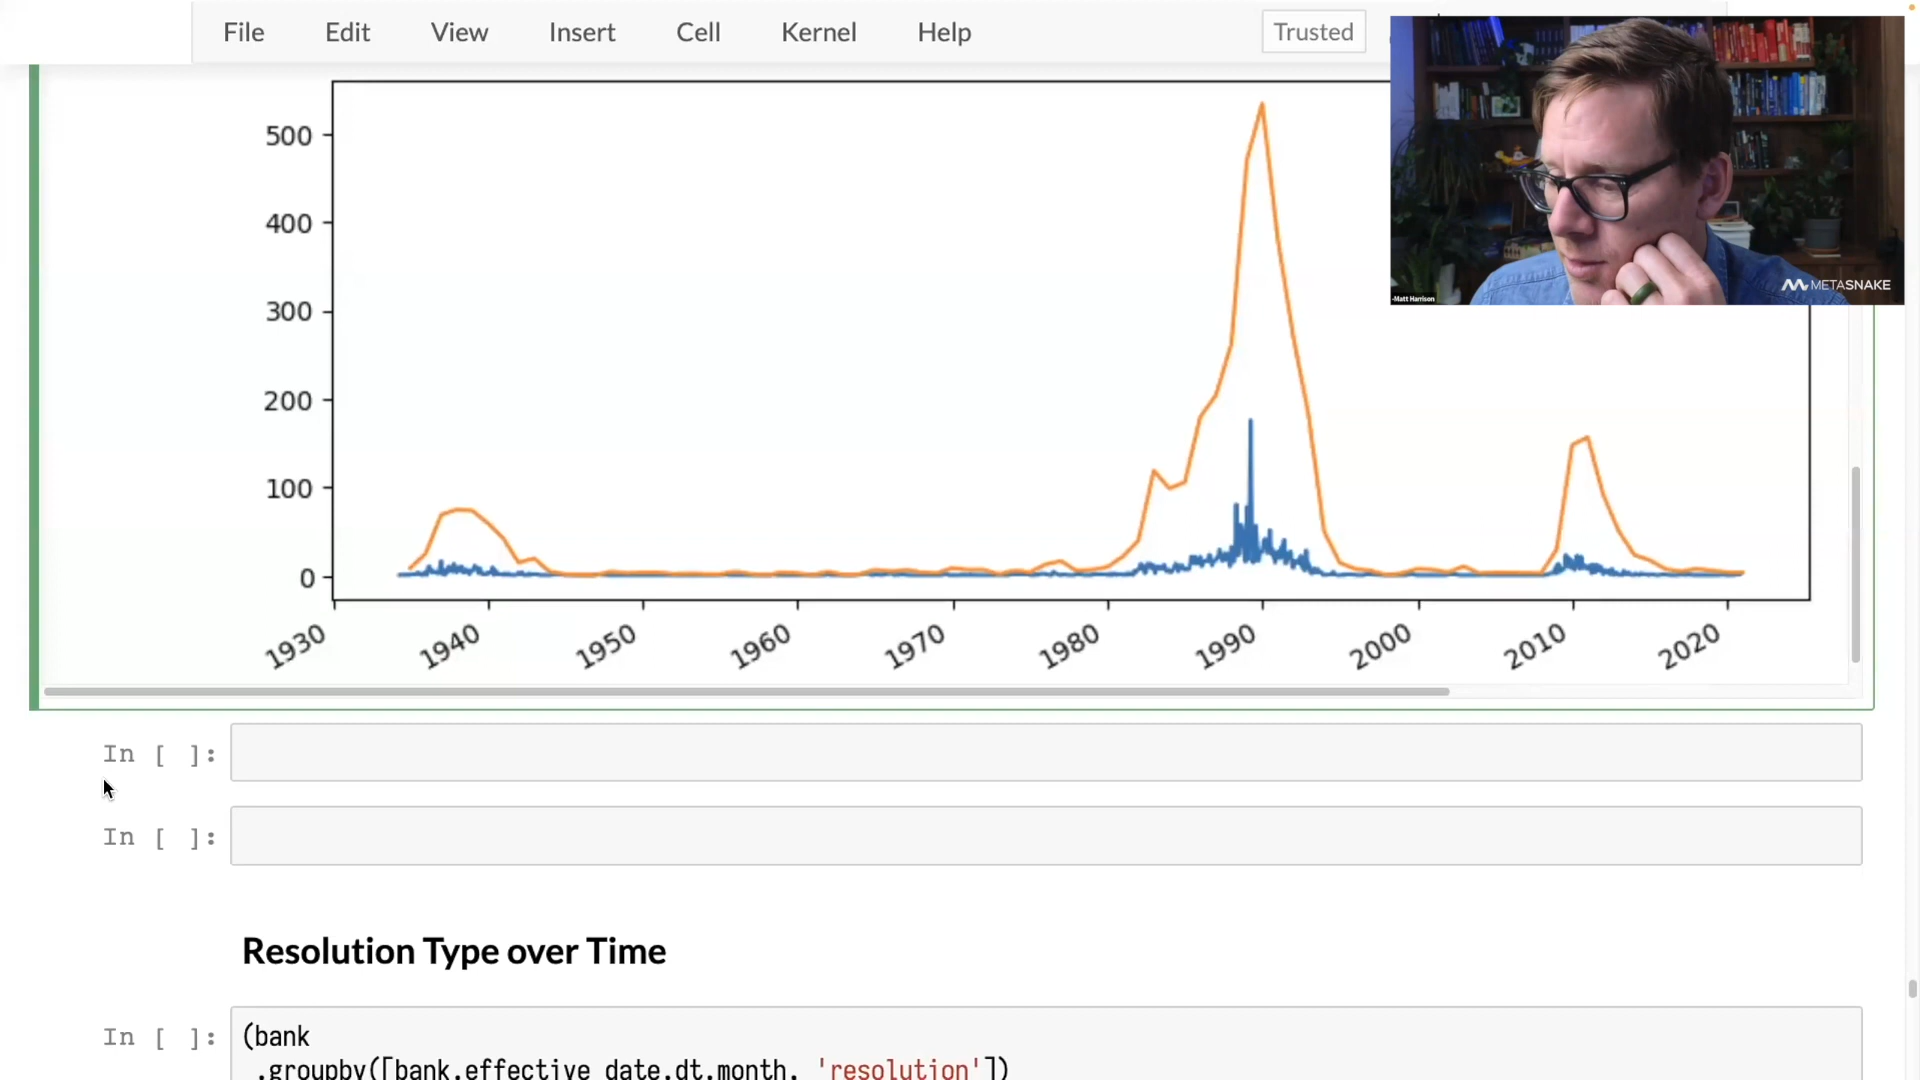 File Edit View Insert Cell Kernel Help Trusted
500
400
300
200
100
0
1930 1940 1950 1960 1970 1980 1990 2000 2010 2020
-Matt Harrison
METASNAKE
In [ ]:
In [ ]:
Resolution Type over Time
In [ ]: (bank
.groupby([bank.effective_date.dt.month, 'resolution'])